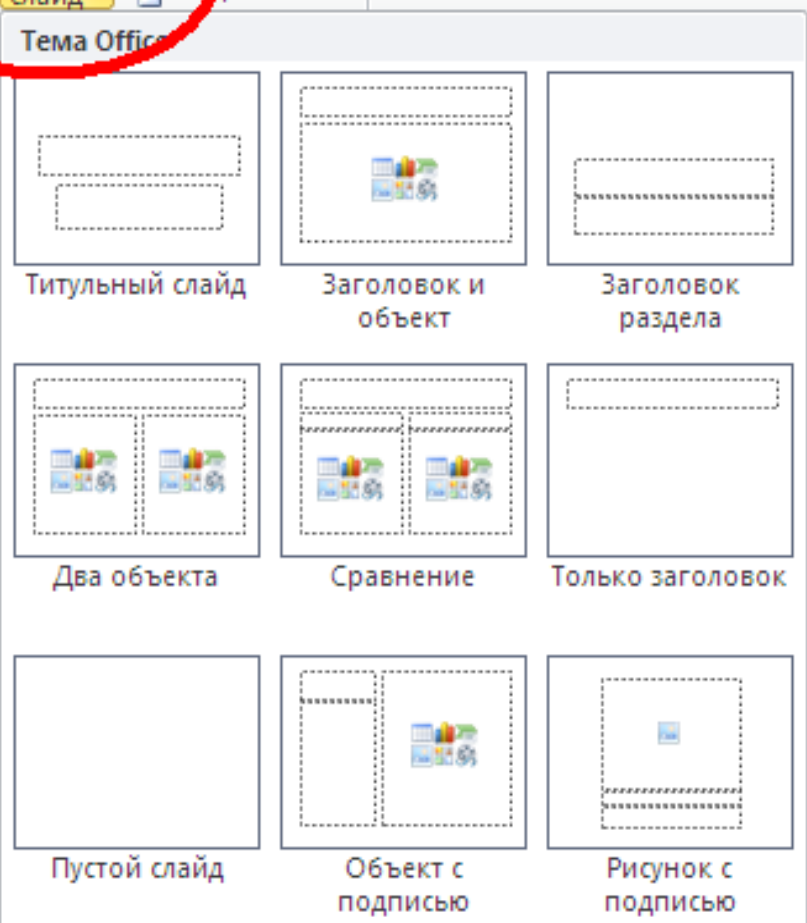 слайд
Тема Office
Титульный слайд
Заголовок и
объект
Заголовок
раздела
Два объекта
Сравнение
Только заголовок
Пустой слайд
Объект с
подписью
Рисунок с
подписью